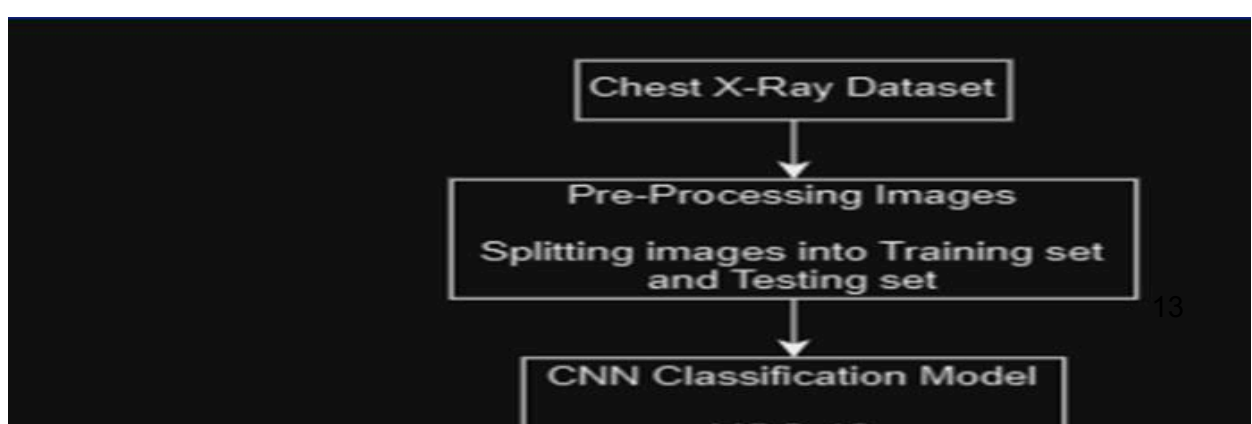 Chest X-Ray Dataset
Pre-Processing Images
Splitting images into Training set
and Testing set
13
CNN Classification Model